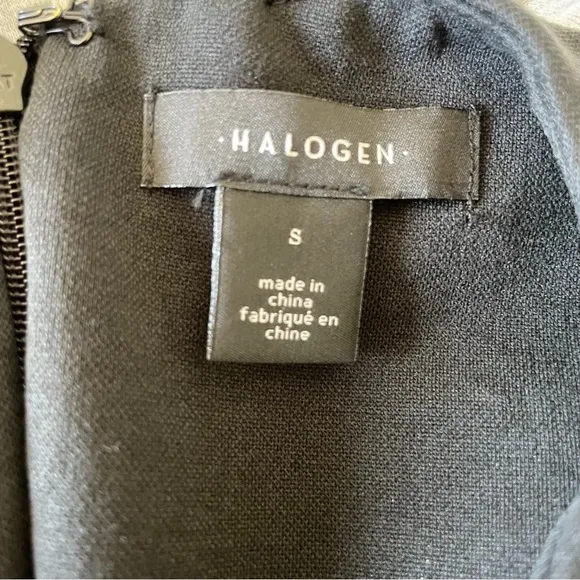 ·HALOGEN·
S
made in
china
fabriqué en
chine